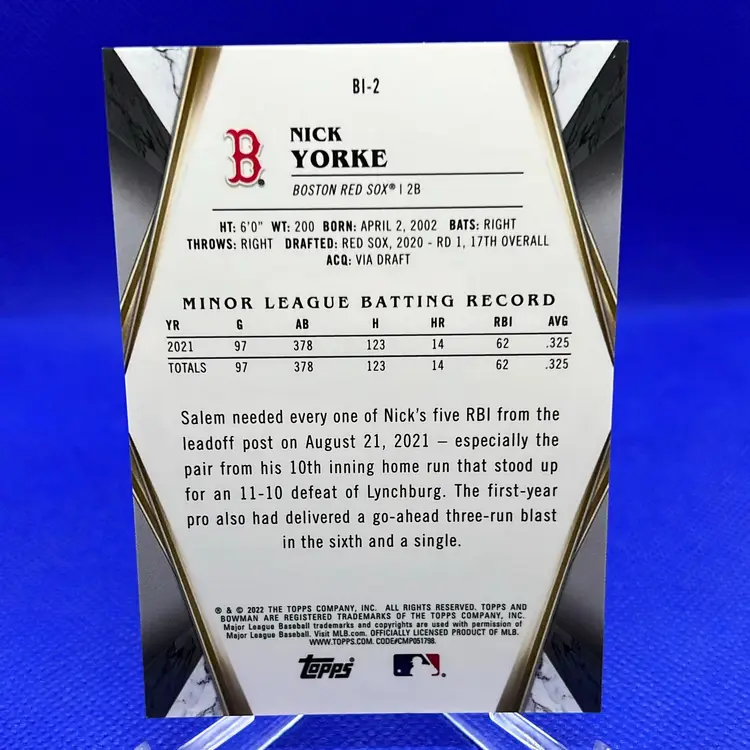 BI-2
B
NICK
YORKE
BOSTON RED SOX® | 2B
HT: 6'0" WT: 200 BORN: APRIL 2, 2002 BATS: RIGHT
THROWS: RIGHT DRAFTED: RED SOX, 2020 - RD 1, 17TH OVERALL
ACQ: VIA DRAFT
MINOR LEAGUE BATTING RECORD
YR G AB H HR RBI AVG
2021 97 378 123 14 62 .325
TOTALS 97 378 123 14 62 .325
Salem needed every one of Nick's five RBI from the
leadoff post on August 21, 2021 – especially the
pair from his 10th inning home run that stood up
for an 11-10 defeat of Lynchburg. The first-year
pro also had delivered a go-ahead three-run blast
in the sixth and a single.
® & © 2022 THE TOPPS COMPANY, INC. ALL RIGHTS RESERVED. TOPPS AND
BOWMAN ARE REGISTERED TRADEMARKS OF THE TOPPS COMPANY, INC.
Major League Baseball trademarks and copyrights are used with permission of
Major League Baseball. Visit MLB.com. OFFICIALLY LICENSED PRODUCT OF MLB.
WWW.TOPPS.COM. CODE#CMP051798.
topps